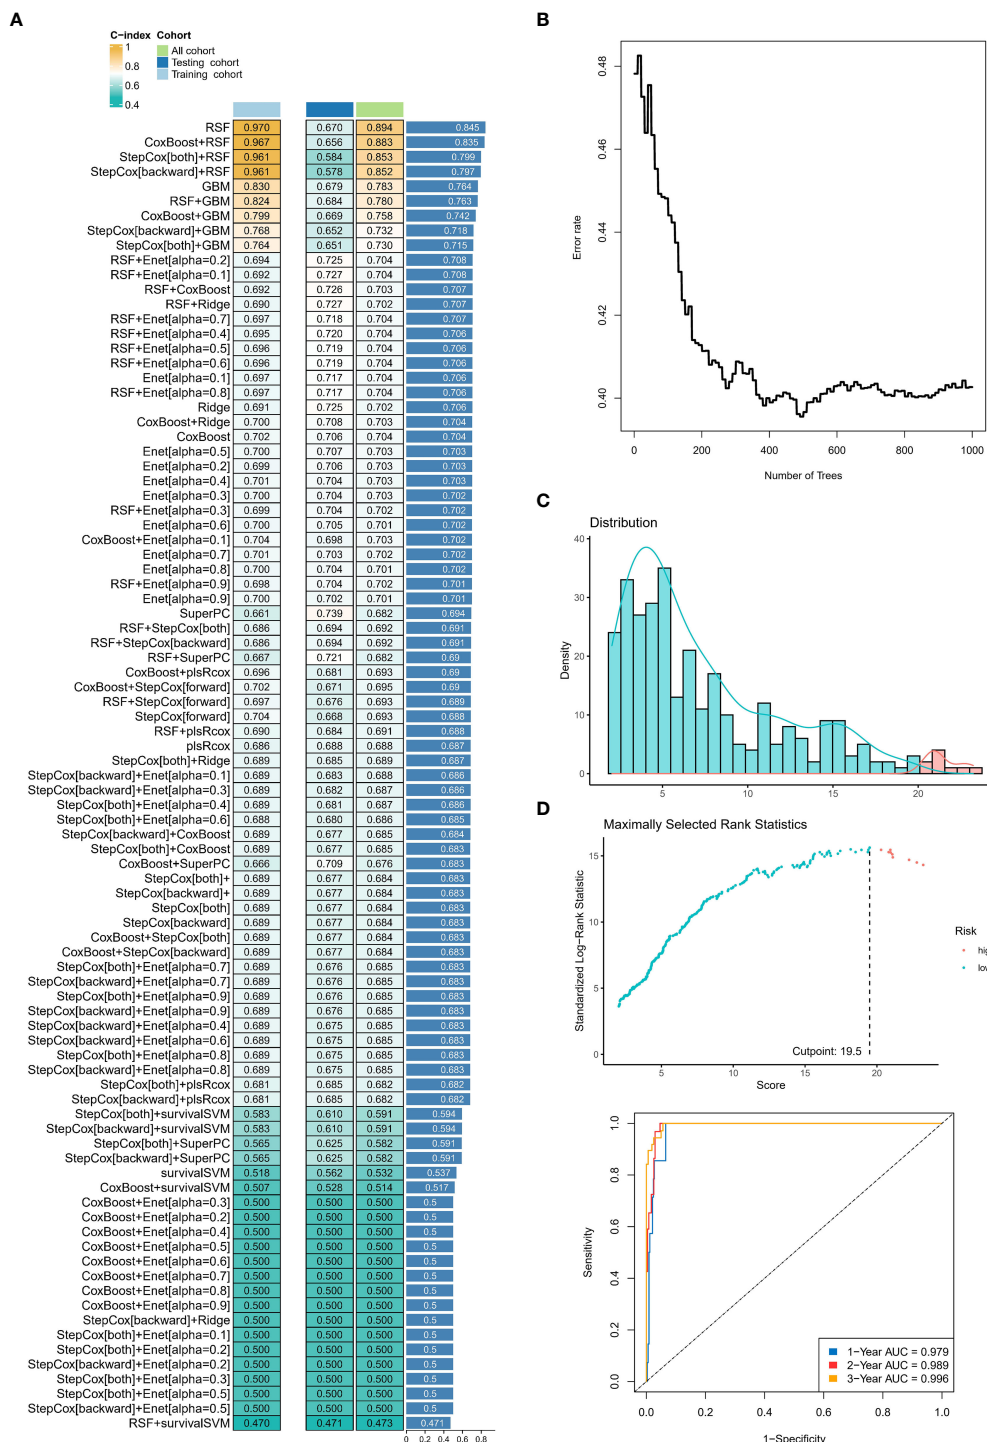 A
C-index Cohort
1
0.8
0.6
0.4
All cohort
Testing cohort
Training cohort
RSF 0.970 0.670 0.894 0.845
CoxBoost+RSF 0.967 0.656 0.883 0.835
StepCox[both]+RSF 0.961 0.584 0.853 0.799
StepCox[backward]+RSF 0.961 0.578 0.852 0.797
GBM 0.830 0.679 0.783 0.764
RSF+GBM 0.824 0.684 0.780 0.763
CoxBoost+GBM 0.799 0.669 0.758 0.742
StepCox[backward]+GBM 0.768 0.652 0.732 0.718
StepCox[both]+GBM 0.764 0.651 0.730 0.715
RSF+Enet[alpha=0.2] 0.694 0.725 0.704 0.708
RSF+Enet[alpha=0.1] 0.692 0.727 0.704 0.708
RSF+CoxBoost 0.692 0.726 0.703 0.707
RSF+Ridge 0.690 0.727 0.702 0.707
RSF+Enet[alpha=0.7] 0.697 0.718 0.704 0.707
RSF+Enet[alpha=0.4] 0.695 0.720 0.704 0.706
RSF+Enet[alpha=0.5] 0.696 0.719 0.704 0.706
RSF+Enet[alpha=0.6] 0.696 0.719 0.704 0.706
Enet[alpha=0.1] 0.697 0.717 0.704 0.706
RSF+Enet[alpha=0.8] 0.697 0.717 0.704 0.706
Ridge 0.691 0.725 0.702 0.706
CoxBoost+Ridge 0.700 0.708 0.703 0.704
CoxBoost 0.702 0.706 0.704 0.704
Enet[alpha=0.5] 0.700 0.707 0.703 0.703
Enet[alpha=0.2] 0.699 0.706 0.703 0.703
Enet[alpha=0.4] 0.701 0.704 0.703 0.703
Enet[alpha=0.3] 0.700 0.704 0.703 0.702
RSF+Enet[alpha=0.3] 0.699 0.704 0.702 0.702
Enet[alpha=0.6] 0.700 0.705 0.701 0.702
CoxBoost+Enet[alpha=0.1] 0.704 0.698 0.703 0.702
Enet[alpha=0.7] 0.701 0.703 0.702 0.702
Enet[alpha=0.8] 0.700 0.704 0.701 0.702
RSF+Enet[alpha=0.9] 0.698 0.704 0.702 0.701
Enet[alpha=0.9] 0.700 0.702 0.701 0.701
SuperPC 0.661 0.739 0.682 0.694
RSF+StepCox[both] 0.686 0.694 0.692 0.691
RSF+StepCox[backward] 0.686 0.694 0.692 0.691
RSF+SuperPC 0.667 0.721 0.682 0.69
CoxBoost+plsRcox 0.696 0.681 0.693 0.69
CoxBoost+StepCox[forward] 0.702 0.671 0.695 0.69
RSF+StepCox[forward] 0.697 0.676 0.693 0.689
StepCox[forward] 0.704 0.668 0.693 0.688
RSF+plsRcox 0.690 0.684 0.691 0.688
plsRcox 0.686 0.688 0.688 0.687
StepCox[both]+Ridge 0.689 0.685 0.689 0.687
StepCox[backward]+Enet[alpha=0.1] 0.689 0.683 0.688 0.686
StepCox[backward]+Enet[alpha=0.3] 0.689 0.682 0.687 0.686
StepCox[both]+Enet[alpha=0.4] 0.689 0.681 0.687 0.686
StepCox[both]+Enet[alpha=0.6] 0.688 0.680 0.686 0.685
StepCox[backward]+CoxBoost 0.689 0.677 0.685 0.684
StepCox[both]+CoxBoost 0.689 0.677 0.685 0.683
CoxBoost+SuperPC 0.666 0.709 0.676 0.683
StepCox[both]+ 0.689 0.677 0.684 0.683
StepCox[backward]+ 0.689 0.677 0.684 0.683
StepCox[both] 0.689 0.677 0.684 0.683
StepCox[backward] 0.689 0.677 0.684 0.683
CoxBoost+StepCox[both] 0.689 0.677 0.684 0.683
CoxBoost+StepCox[backward] 0.689 0.677 0.684 0.683
StepCox[both]+Enet[alpha=0.7] 0.689 0.676 0.685 0.683
StepCox[backward]+Enet[alpha=0.7] 0.689 0.676 0.685 0.683
StepCox[both]+Enet[alpha=0.9] 0.689 0.676 0.685 0.683
StepCox[backward]+Enet[alpha=0.9] 0.689 0.676 0.685 0.683
StepCox[backward]+Enet[alpha=0.4] 0.689 0.675 0.685 0.683
StepCox[backward]+Enet[alpha=0.6] 0.689 0.675 0.685 0.683
StepCox[both]+Enet[alpha=0.8] 0.689 0.675 0.685 0.683
StepCox[backward]+Enet[alpha=0.8] 0.689 0.675 0.685 0.683
StepCox[both]+plsRcox 0.681 0.685 0.682 0.682
StepCox[backward]+plsRcox 0.681 0.685 0.682 0.682
StepCox[both]+survivalSVM 0.583 0.610 0.591 0.594
StepCox[backward]+survivalSVM 0.583 0.610 0.591 0.594
StepCox[both]+SuperPC 0.565 0.625 0.582 0.591
StepCox[backward]+SuperPC 0.565 0.625 0.582 0.591
survivalSVM 0.518 0.562 0.532 0.537
CoxBoost+survivalSVM 0.507 0.528 0.514 0.517
CoxBoost+Enet[alpha=0.3] 0.500 0.500 0.500 0.5
CoxBoost+Enet[alpha=0.2] 0.500 0.500 0.500 0.5
CoxBoost+Enet[alpha=0.4] 0.500 0.500 0.500 0.5
CoxBoost+Enet[alpha=0.5] 0.500 0.500 0.500 0.5
CoxBoost+Enet[alpha=0.6] 0.500 0.500 0.500 0.5
CoxBoost+Enet[alpha=0.7] 0.500 0.500 0.500 0.5
CoxBoost+Enet[alpha=0.8] 0.500 0.500 0.500 0.5
CoxBoost+Enet[alpha=0.9] 0.500 0.500 0.500 0.5
StepCox[backward]+Ridge 0.500 0.500 0.500 0.5
StepCox[both]+Enet[alpha=0.1] 0.500 0.500 0.500 0.5
StepCox[both]+Enet[alpha=0.2] 0.500 0.500 0.500 0.5
StepCox[backward]+Enet[alpha=0.2] 0.500 0.500 0.500 0.5
StepCox[both]+Enet[alpha=0.3] 0.500 0.500 0.500 0.5
StepCox[both]+Enet[alpha=0.5] 0.500 0.500 0.500 0.5
StepCox[backward]+Enet[alpha=0.5] 0.500 0.500 0.500 0.5
RSF+survivalSVM 0.470 0.471 0.473 0.471
0 0.2 0.4 0.6 0.8
B
Error rate
0.48
0.46
0.44
0.42
0.40
0 200 400 600 800 1000
Number of Trees
C
Distribution
Density
40
30
20
10
0
5 10 15 20
D
Maximally Selected Rank Statistics
Standardized Log-Rank Statistic
15
10
5
0
Cutpoint: 19.5
5 10 15 20
Score
Risk
hig
low
Sensitivity
1.0
0.8
0.6
0.4
0.2
0.0
1-Year AUC = 0.979
2-Year AUC = 0.989
3-Year AUC = 0.996
0.0 0.2 0.4 0.6 0.8 1.0
1-Specificity